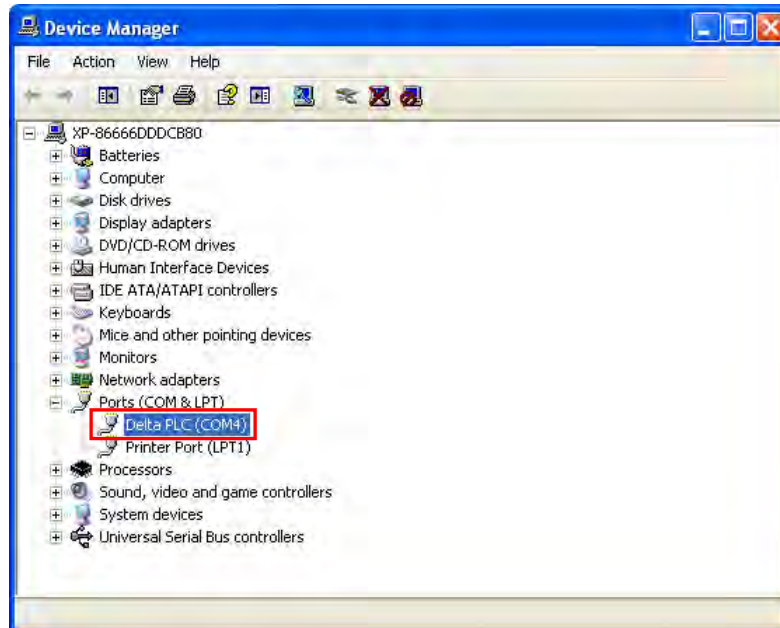 Device Manager
File Action View Help
XP-86666DDDCB80
Batteries
Computer
Disk drives
Display adapters
DVD/CD-ROM drives
Human Interface Devices
IDE ATA/ATAPI controllers
Keyboards
Mice and other pointing devices
Monitors
Network adapters
Ports (COM & LPT)
Delta PLC (COM4)
Printer Port (LPT1)
Processors
Sound, video and game controllers
System devices
Universal Serial Bus controllers